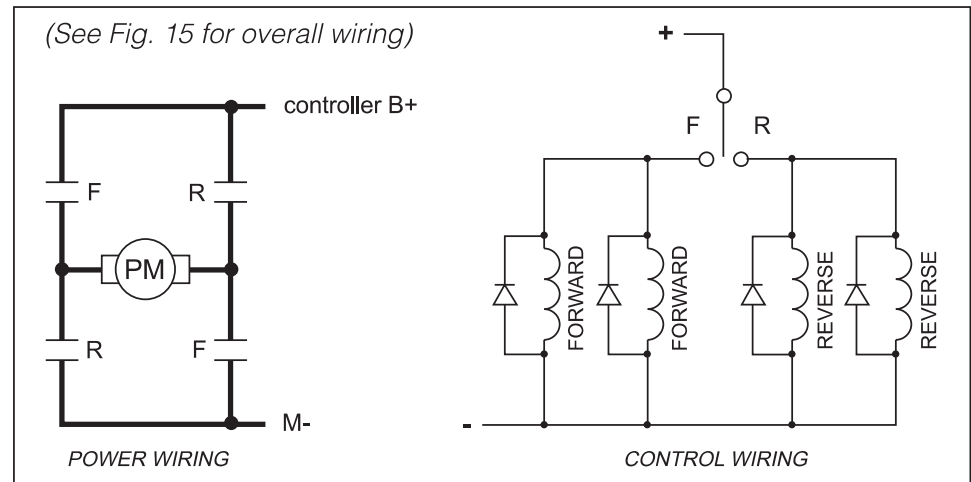 (See Fig. 15 for overall wiring)
controller B+
F
R
PM
R
F
M-
POWER WIRING
+
F
R
FORWARD
FORWARD
REVERSE
REVERSE
-
CONTROL WIRING